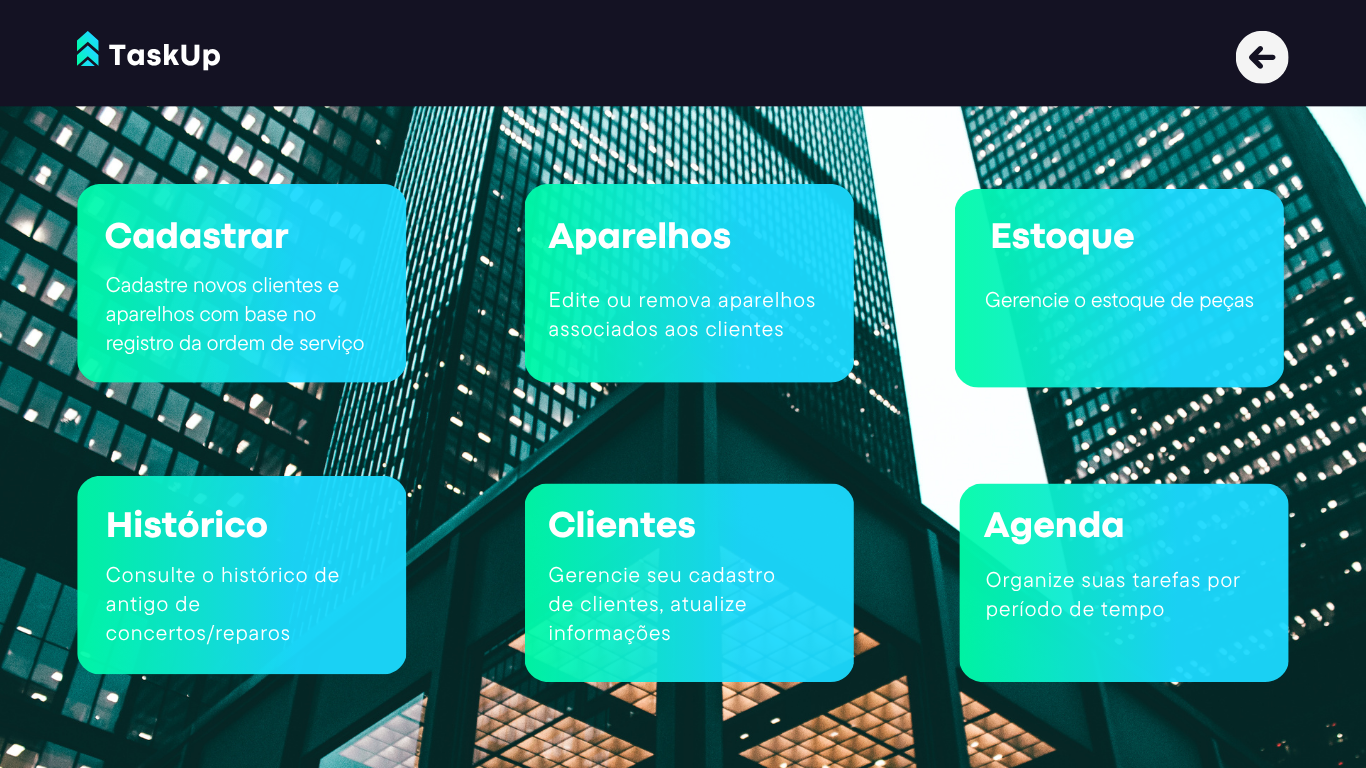 TaskUp
Cadastrar
Cadastre novos clientes e
aparelhos com base no
registro da ordem de serviço
Aparelhos
Edite ou remova aparelhos
associados aos clientes
Estoque
Gerencie o estoque de peças
Histórico
Consulte o histórico de
antigo de
concertos/reparos
Clientes
Gerencie seu cadastro
de clientes, atualize
informações
Agenda
Organize suas tarefas por
período de tempo